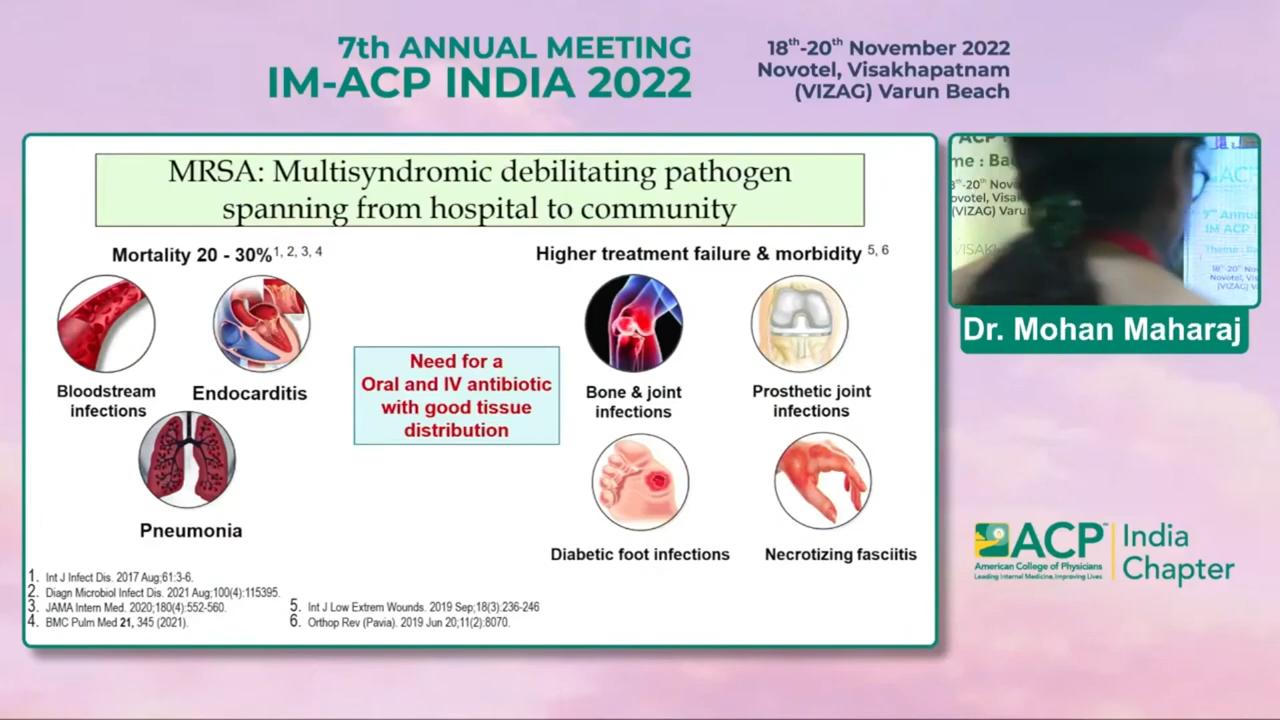 7th ANNUAL MEETING
IM-ACP INDIA 2022
18th-20th November 2022
Novotel, Visakhapatnam
(VIZAG) Varun Beach
MRSA: Multisyndromic debilitating pathogen
spanning from hospital to community
Mortality 20 - 30%1, 2, 3, 4
Higher treatment failure & morbidity 5, 6
Bloodstream
infections
Endocarditis
Need for a
Oral and IV antibiotic
with good tissue
distribution
Bone & joint
infections
Prosthetic joint
infections
Pneumonia
Diabetic foot infections
Necrotizing fasciitis
1. Int J Infect Dis. 2017 Aug;61:3-6.
2. Diagn Microbiol Infect Dis. 2021 Aug;100(4):115395.
3. JAMA Intern Med. 2020;180(4):552-560.
4. BMC Pulm Med 21, 345 (2021).
5. Int J Low Extrem Wounds. 2019 Sep;18(3):236-246
6. Orthop Rev (Pavia). 2019 Jun 20;11(2):8070.
Dr. Mohan Maharaj
ACP
American College of Physicians
Leading Internal Medicine, Improving Lives
India
Chapter